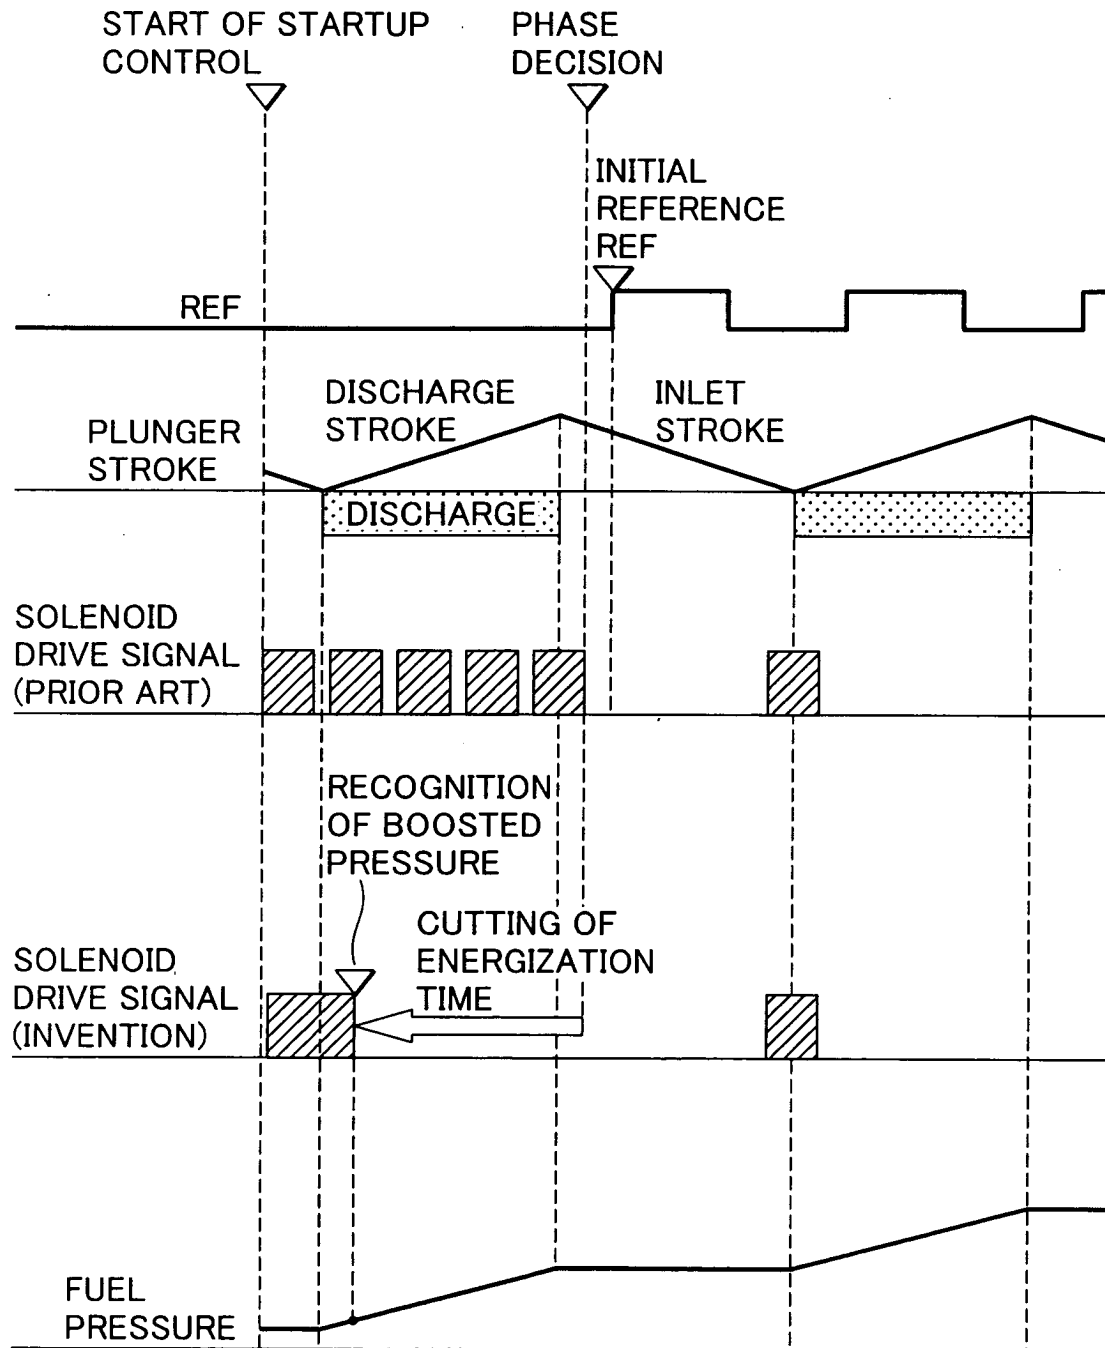 START OF STARTUP
CONTROL
PHASE
DECISION
INITIAL
REFERENCE
REF
REF
DISCHARGE
STROKE
INLET
STROKE
PLUNGER
STROKE
DISCHARGE
SOLENOID
DRIVE SIGNAL
(PRIOR ART)
RECOGNITION
OF BOOSTED
PRESSURE
CUTTING OF
ENERGIZATION
TIME
SOLENOID
DRIVE SIGNAL
(INVENTION)
FUEL
PRESSURE